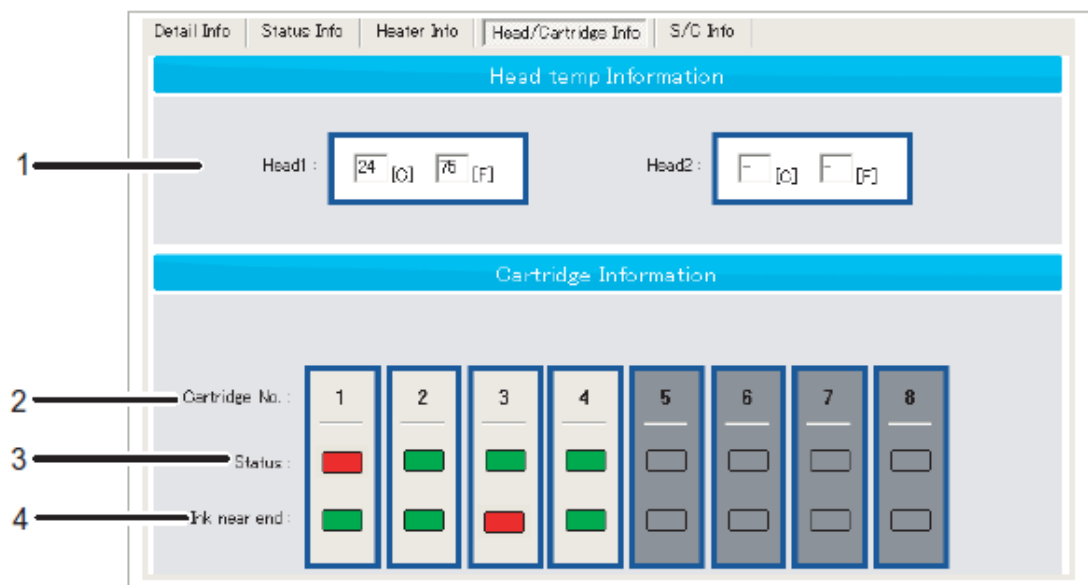 Detail Info Status Info Heater Info Head/Cartridge Info S/C Info
Head temp Information
1 Head1 : 24 [C] 75 [F] Head2 : - [C] - [F]
Cartridge Information
2 Cartridge No. : 1 2 3 4 5 6 7 8
3 Status :
4 Ink near end :